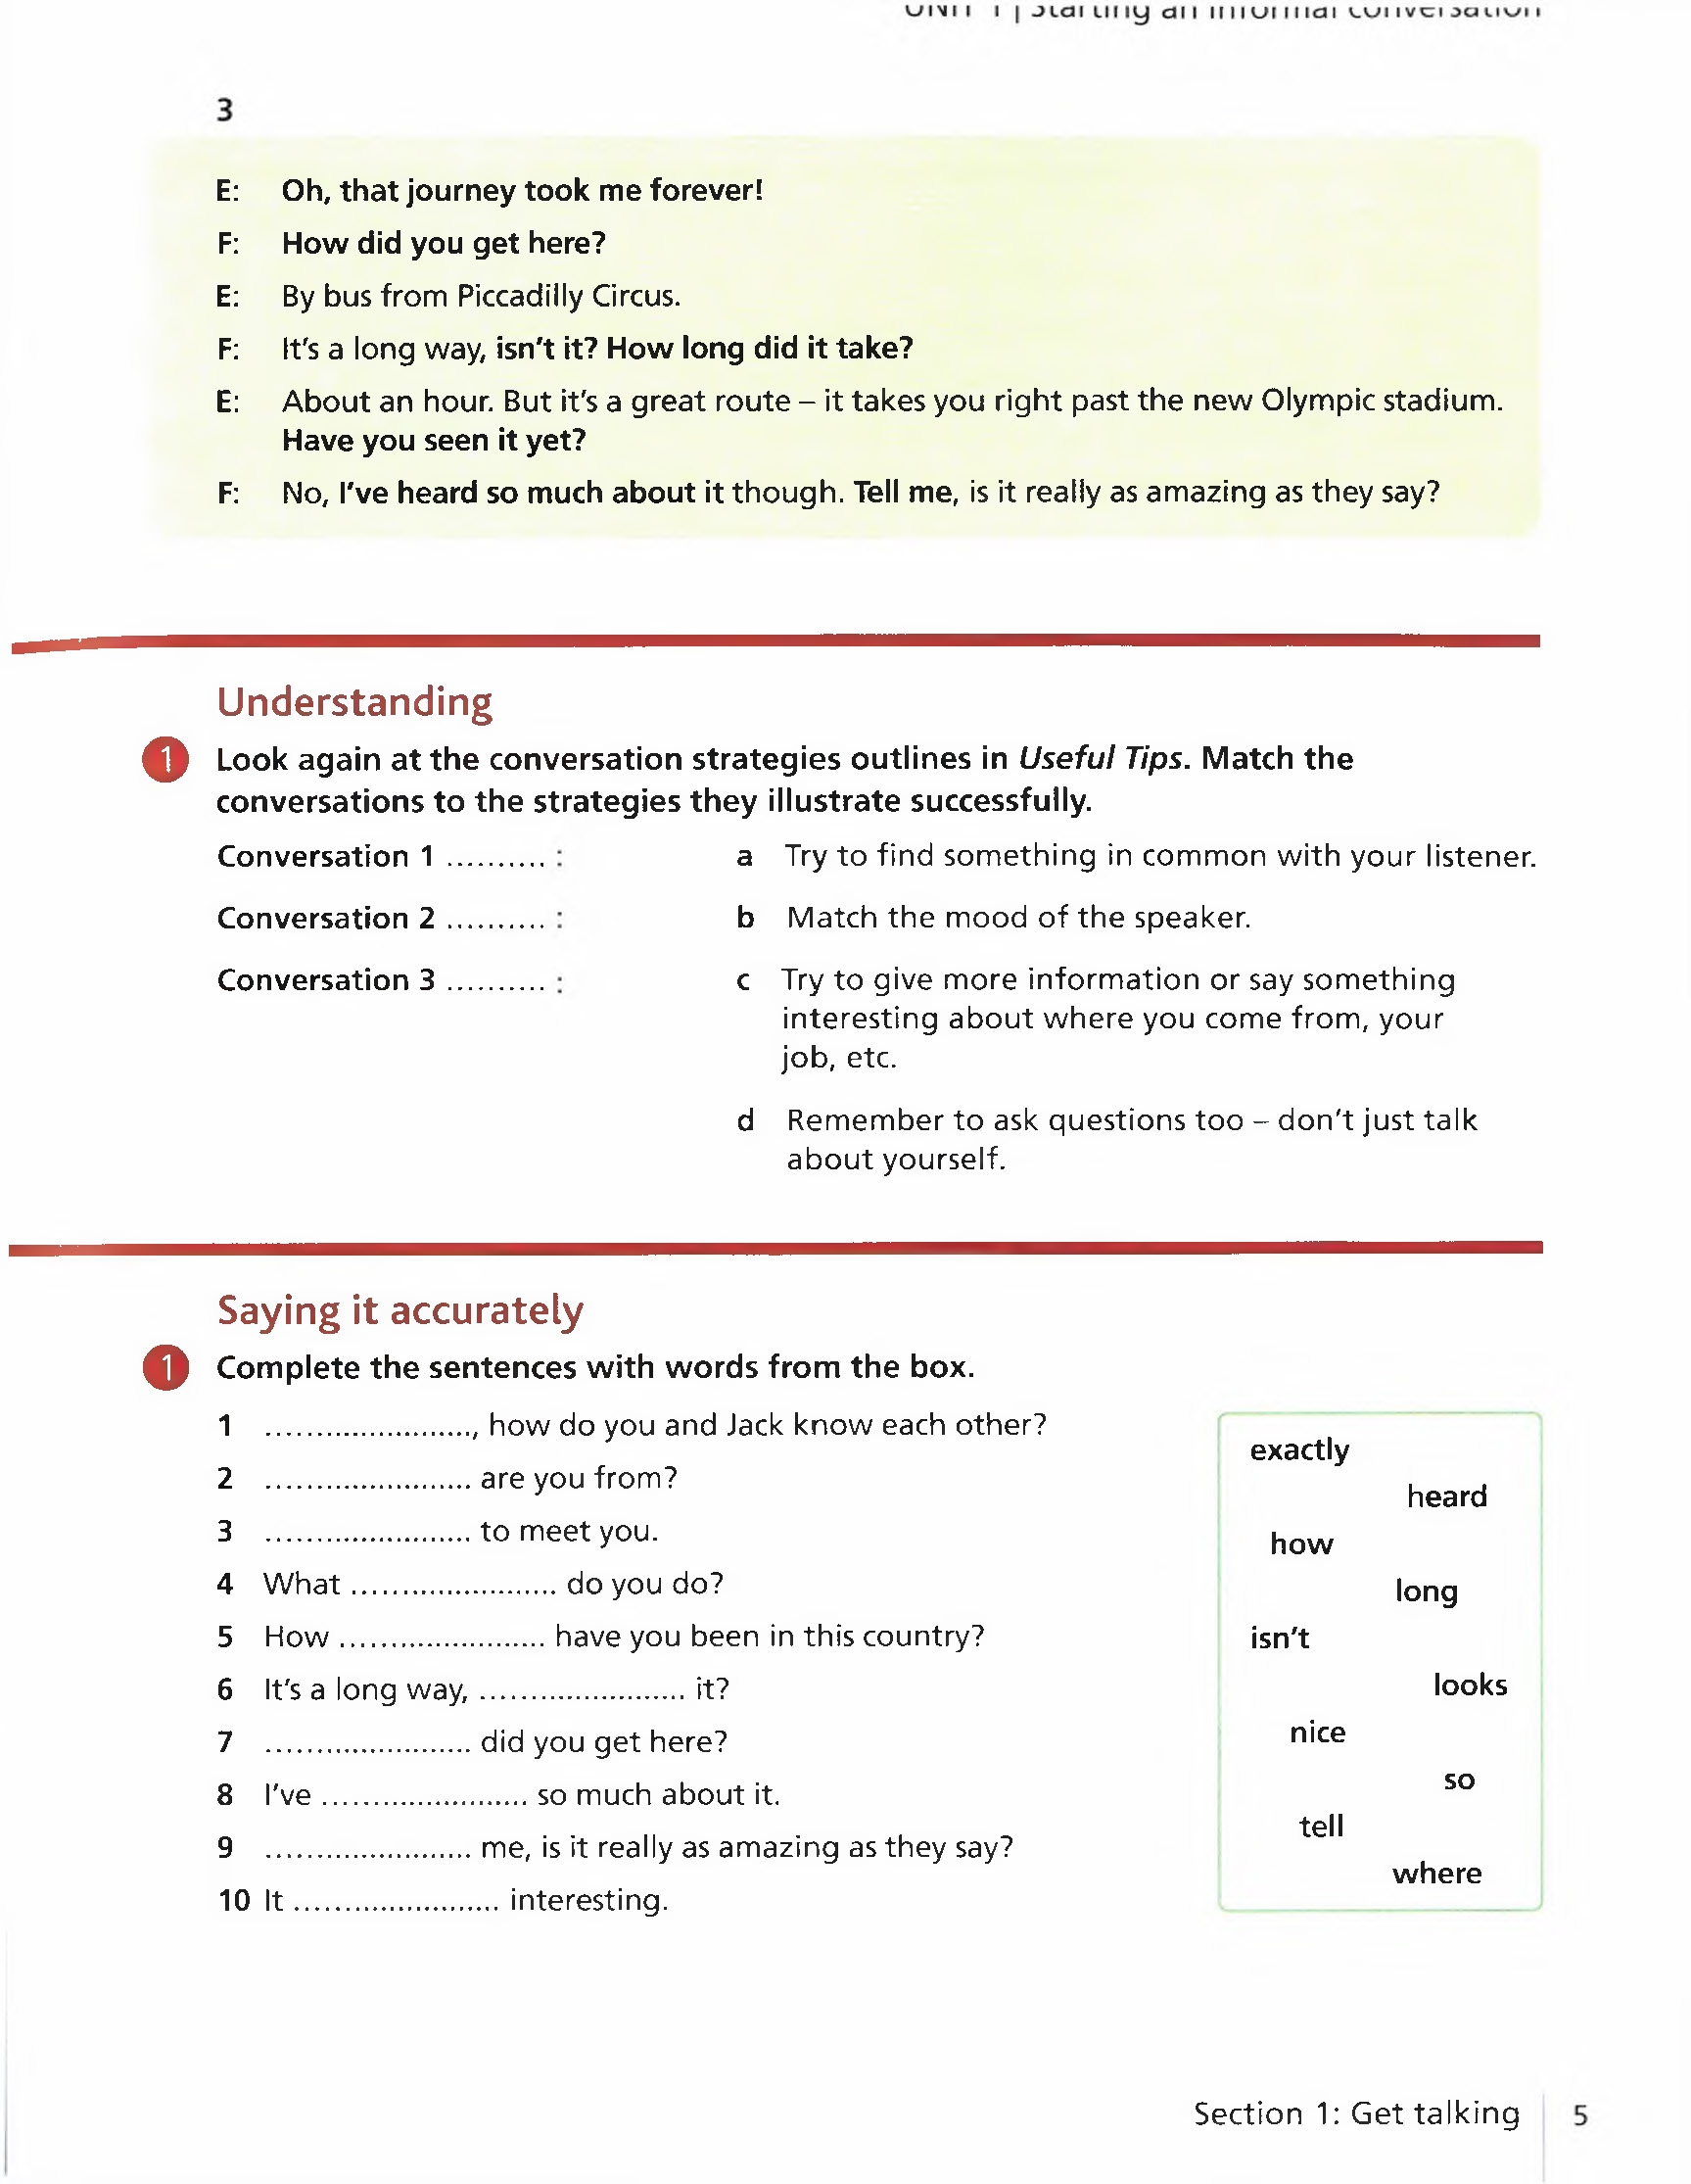 UNIT 1 | Starting an informal conversation
3
E: Oh, that journey took me forever!
F: How did you get here?
E: By bus from Piccadilly Circus.
F: It's a long way, isn't it? How long did it take?
E: About an hour. But it's a great route – it takes you right past the new Olympic stadium.
Have you seen it yet?
F: No, I've heard so much about it though. Tell me, is it really as amazing as they say?
Understanding
1 Look again at the conversation strategies outlines in Useful Tips. Match the
conversations to the strategies they illustrate successfully.
Conversation 1 .......... : a Try to find something in common with your listener.
Conversation 2 .......... : b Match the mood of the speaker.
Conversation 3 .......... : c Try to give more information or say something
interesting about where you come from, your
job, etc.
d Remember to ask questions too – don't just talk
about yourself.
Saying it accurately
1 Complete the sentences with words from the box.
1 ........................, how do you and Jack know each other?
2 ........................ are you from?
3 ........................ to meet you.
4 What ........................ do you do?
5 How ........................ have you been in this country?
6 It's a long way, ........................ it?
7 ........................ did you get here?
8 I've ........................ so much about it.
9 ........................ me, is it really as amazing as they say?
10 It ........................ interesting.
exactly
heard
how
long
isn't
looks
nice
so
tell
where
Section 1: Get talking 5